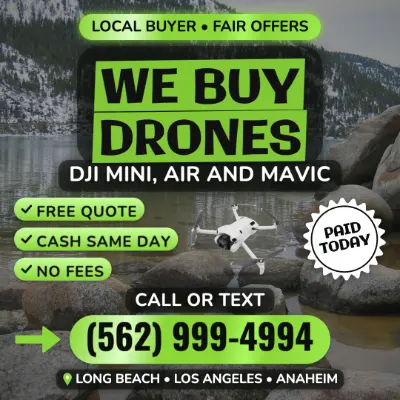 LOCAL BUYER • FAIR OFFERS
WE BUY
DRONES
DJI MINI, AIR AND MAVIC
FREE QUOTE
CASH SAME DAY
NO FEES
PAID
TODAY
CALL OR TEXT
(562) 999-4994
LONG BEACH • LOS ANGELES • ANAHEIM